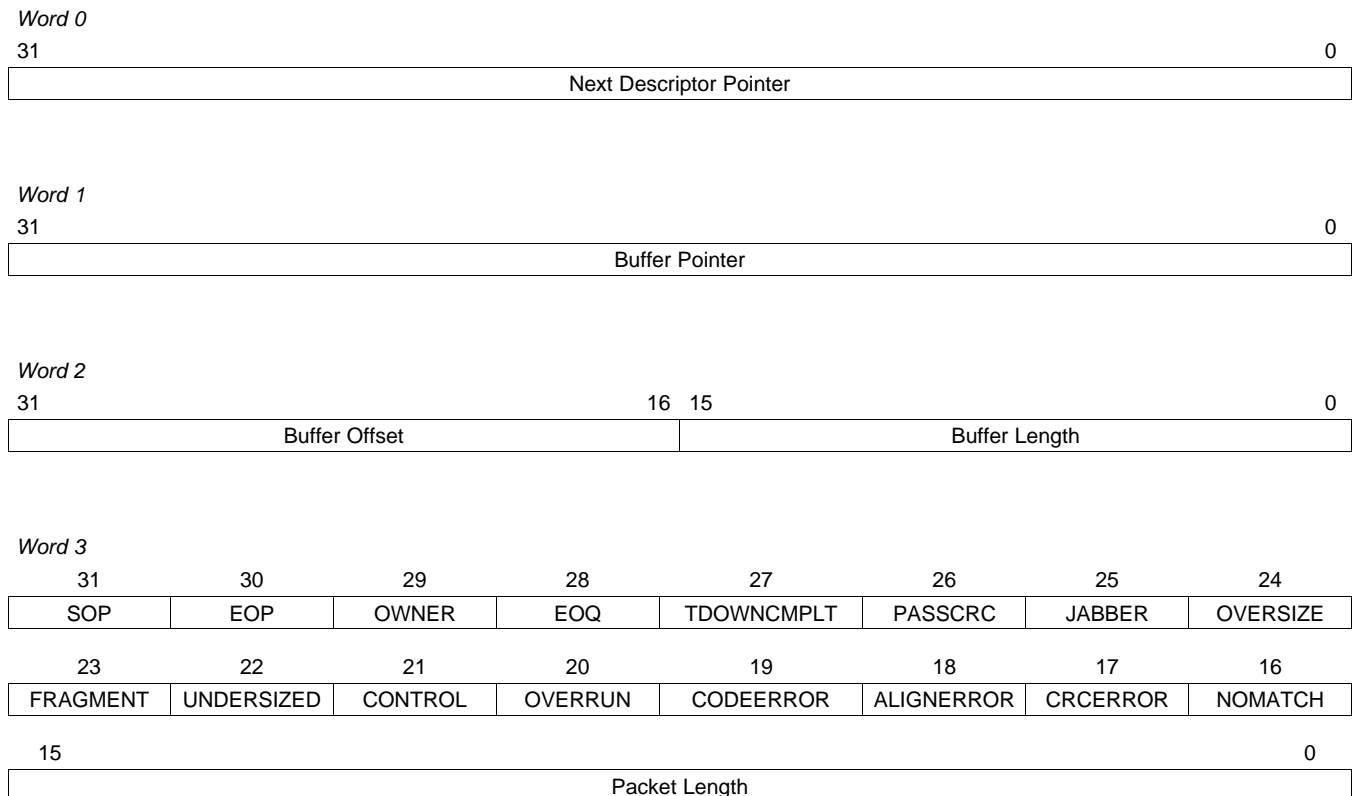 Word 0
31 0
Next Descriptor Pointer
Word 1
31 0
Buffer Pointer
Word 2
31 16 15 0
Buffer Offset Buffer Length
Word 3
31 30 29 28 27 26 25 24
SOP EOP OWNER EOQ TDOWNCMPLT PASSCRC JABBER OVERSIZE
23 22 21 20 19 18 17 16
FRAGMENT UNDERSIZED CONTROL OVERRUN CODEERROR ALIGNERROR CRCERROR NOMATCH
15 0
Packet Length